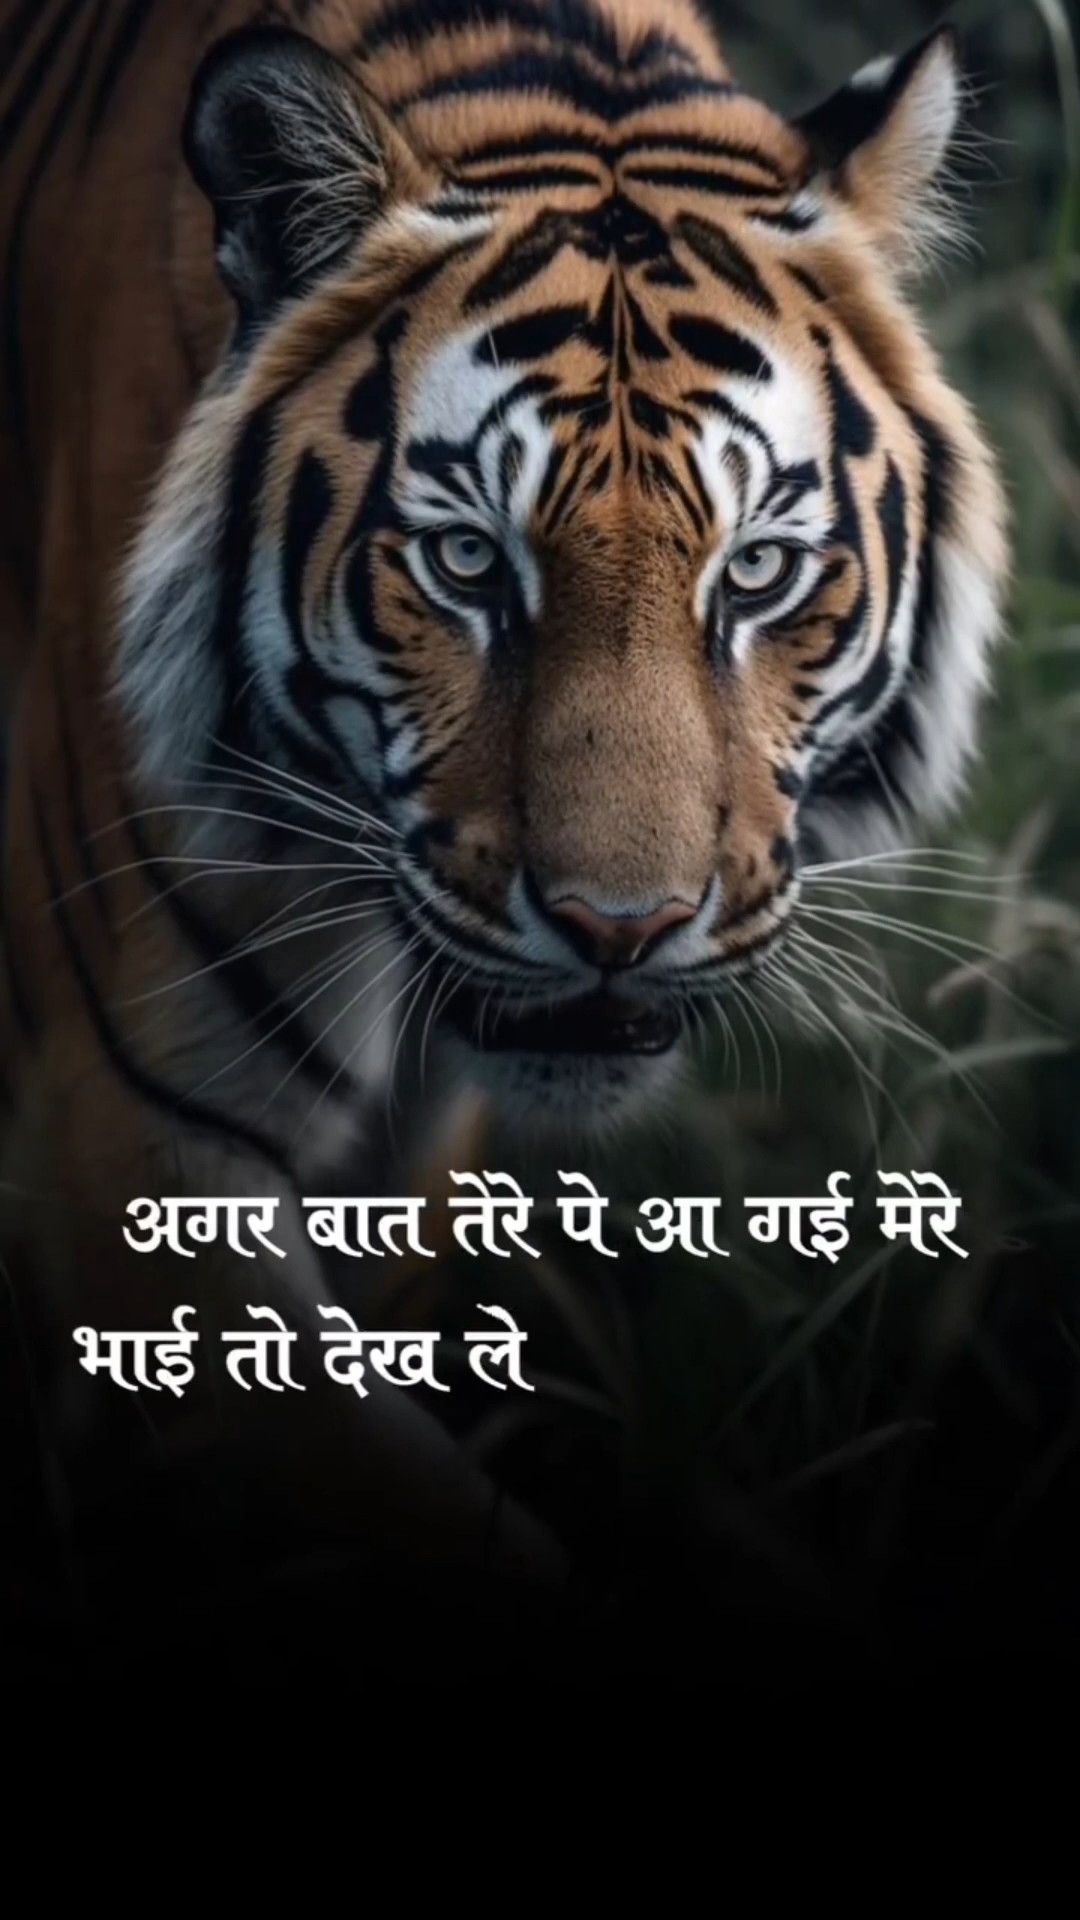 अगर बात तेरे पे आ गई मेरे
भाई तो देख ले